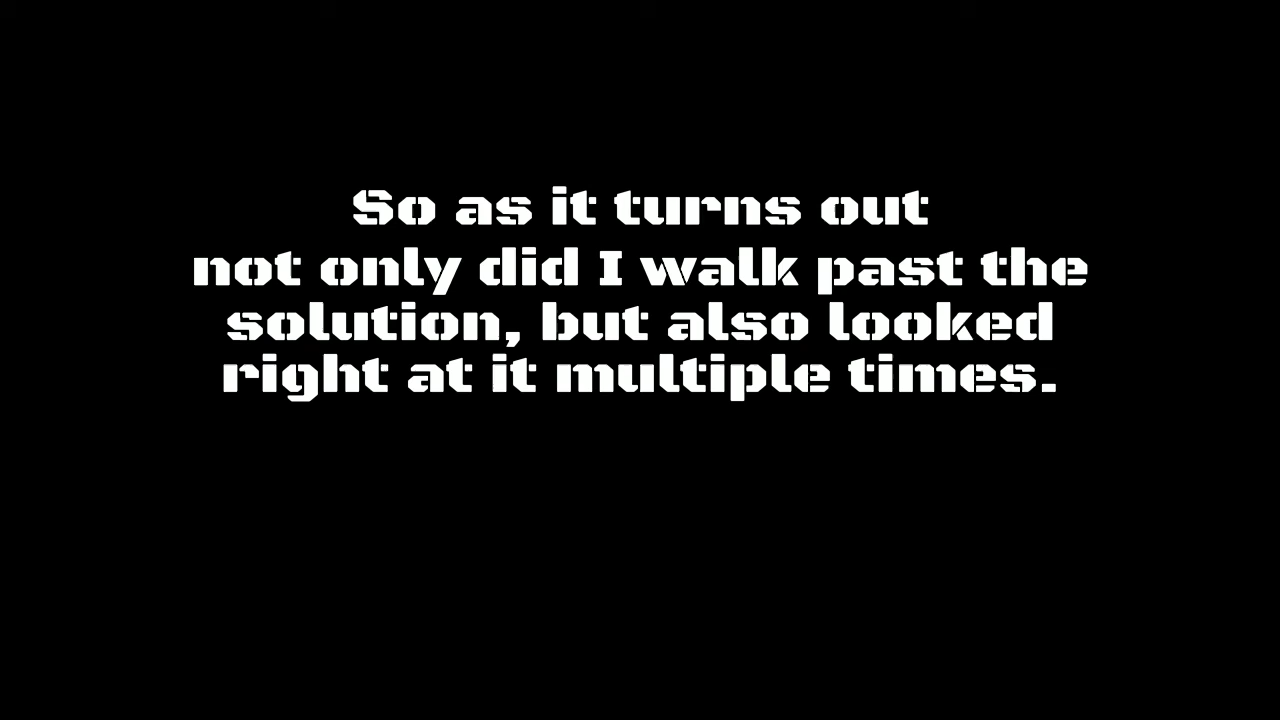 So as it turns out
not only did I walk past the
solution, but also looked
right at it multiple times.